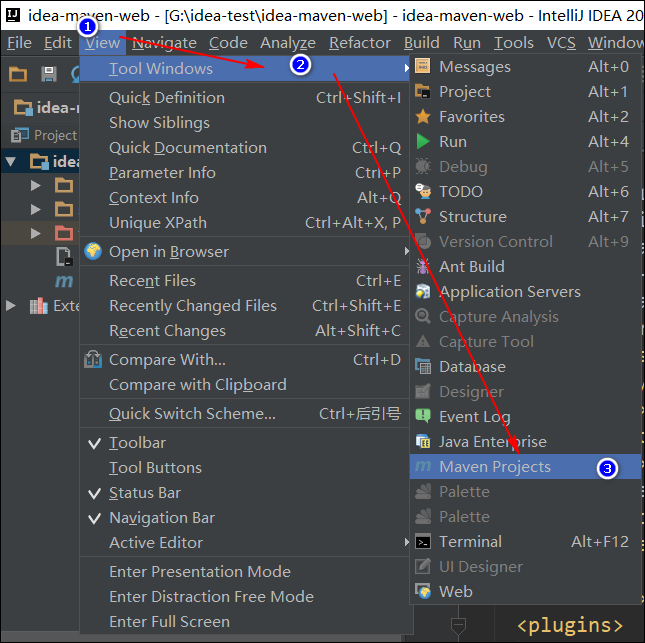 idea-maven-web - [G:\idea-test\idea-maven-web] - idea-maven-web - IntelliJ IDEA 20
1
File Edit View Navigate Code Analyze Refactor Build Run Tools VCS Window
Tool Windows 2
Quick Definition Ctrl+Shift+I
Show Siblings
Quick Documentation Ctrl+Q
Parameter Info Ctrl+P
Context Info Alt+Q
Unique XPath Ctrl+Alt+X, P
Open in Browser
Recent Files Ctrl+E
Recently Changed Files Ctrl+Shift+E
Recent Changes Alt+Shift+C
Compare With... Ctrl+D
Compare with Clipboard
Quick Switch Scheme... Ctrl+后引号
Toolbar
Tool Buttons
Status Bar
Navigation Bar
Active Editor
Enter Presentation Mode
Enter Distraction Free Mode
Enter Full Screen
Messages Alt+0
Project Alt+1
Favorites Alt+2
Run Alt+4
Debug Alt+5
TODO Alt+6
Structure Alt+7
Version Control Alt+9
Ant Build
Application Servers
Capture Analysis
Capture Tool
Database
Designer
Event Log
Java Enterprise
Maven Projects 3
Palette
Palette
Terminal Alt+F12
UI Designer
Web
idea-m
Project
idea
m
Exte
<plugins>